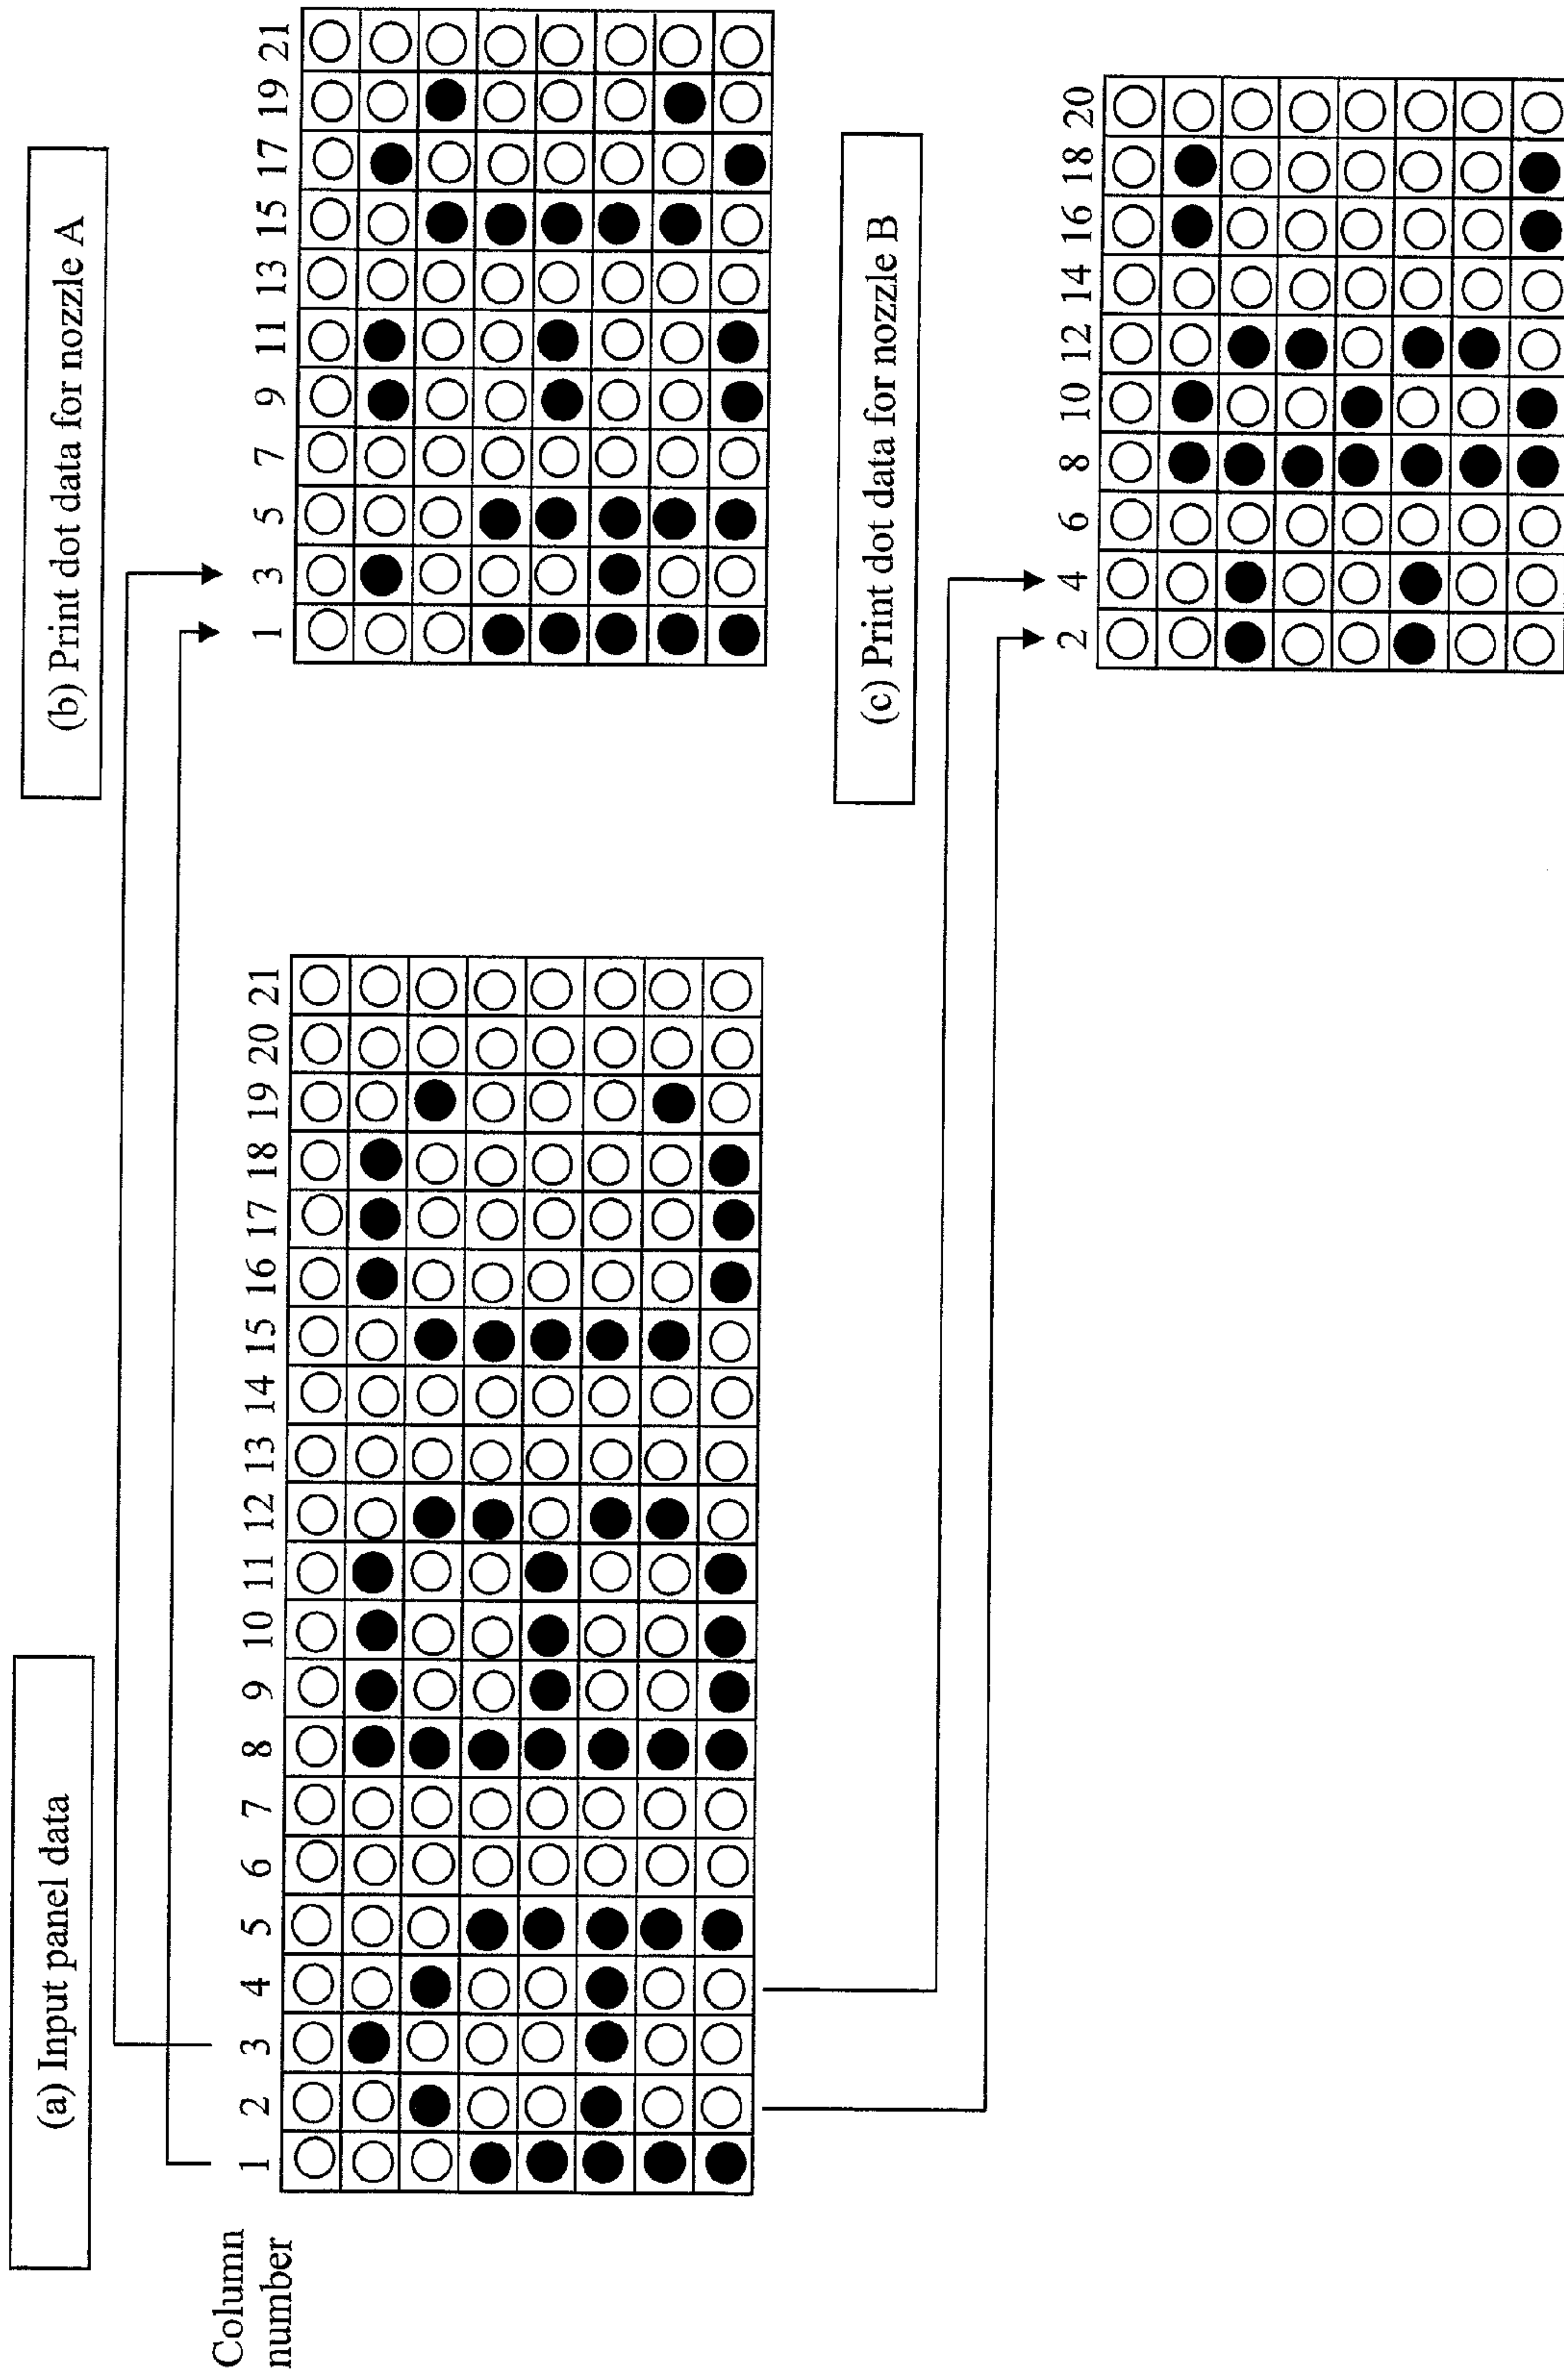 (a) Input panel data
Column
number
1 2 3 4 5 6 7 8 9 10 11 12 13 14 15 16 17 18 19 20 21
(b) Print dot data for nozzle A
1 3 5 7 9 11 13 15 17 19 21
(c) Print dot data for nozzle B
2 4 6 8 10 12 14 16 18 20